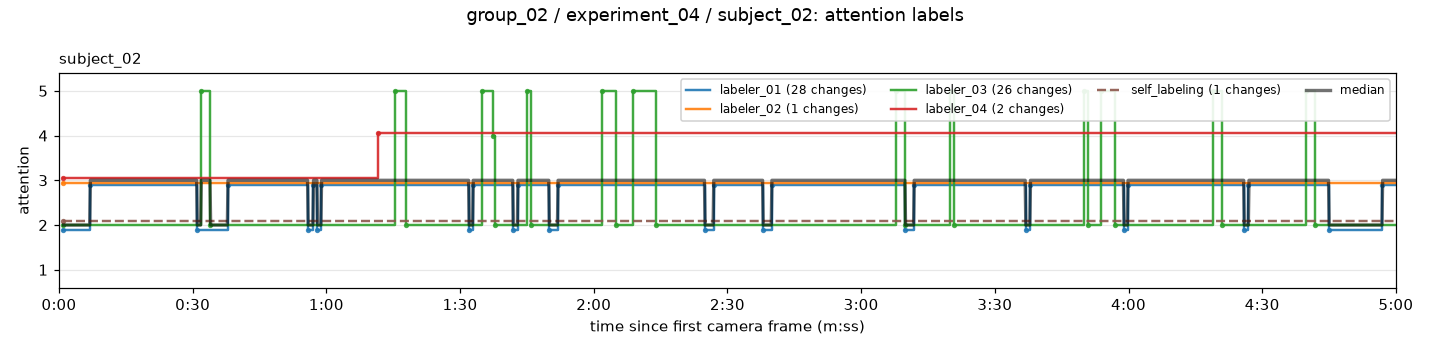 group_02 / experiment_04 / subject_02: attention labels
subject_02
labeler_01 (28 changes)
labeler_02 (1 changes)
labeler_03 (26 changes)
labeler_04 (2 changes)
self_labeling (1 changes)
median
attention
5
4
3
2
1
0:00 0:30 1:00 1:30 2:00 2:30 3:00 3:30 4:00 4:30 5:00
time since first camera frame (m:ss)